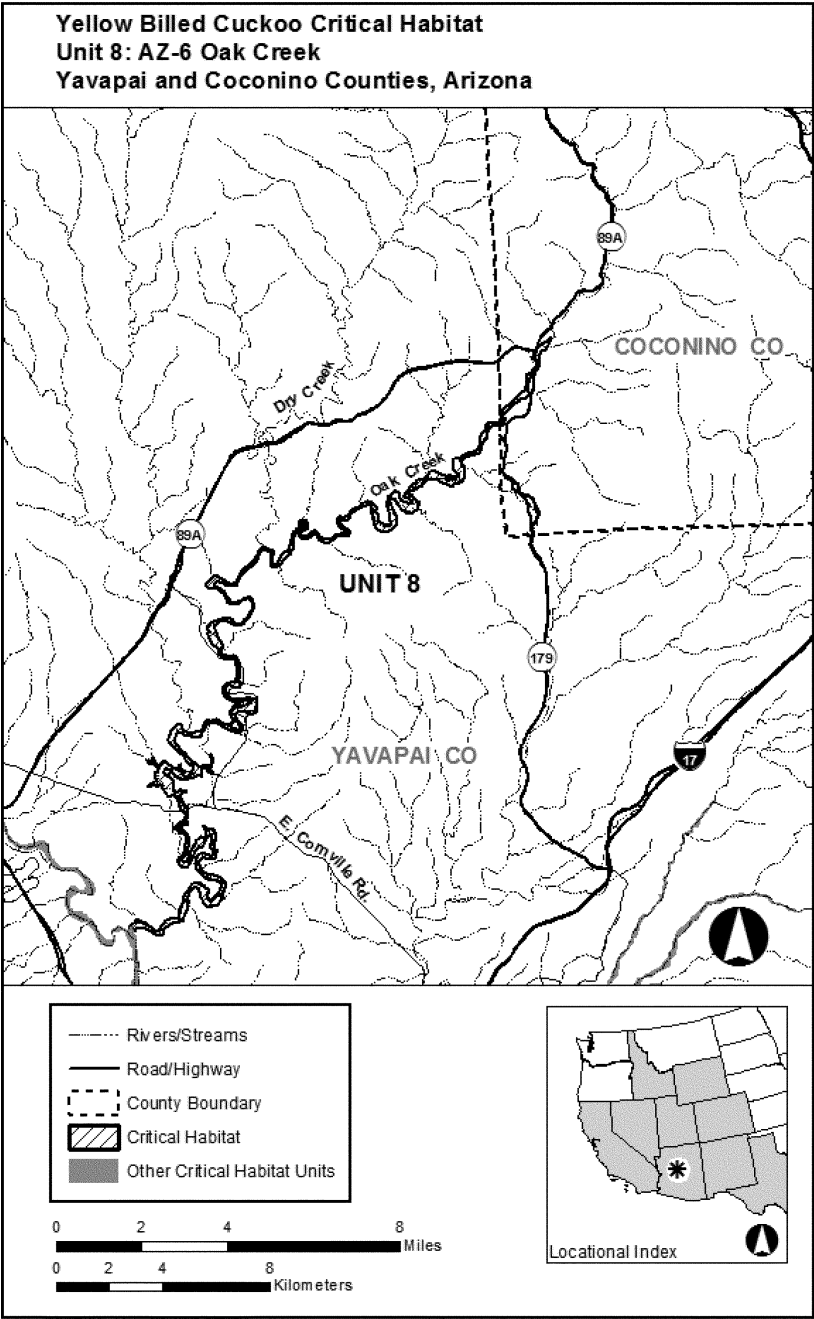 Yellow Billed Cuckoo Critical Habitat
Unit 8: AZ-6 Oak Creek
Yavapai and Coconino Counties, Arizona
89A
COCONINO CO
Dry Creek
Oak Creek
89A
UNIT 8
179
YAVAPAI CO
17
E. Cornville Rd.
Rivers/Streams
Road/Highway
County Boundary
Critical Habitat
Other Critical Habitat Units
0 2 4 8
Miles
0 2 4 8
Kilometers
Locational Index